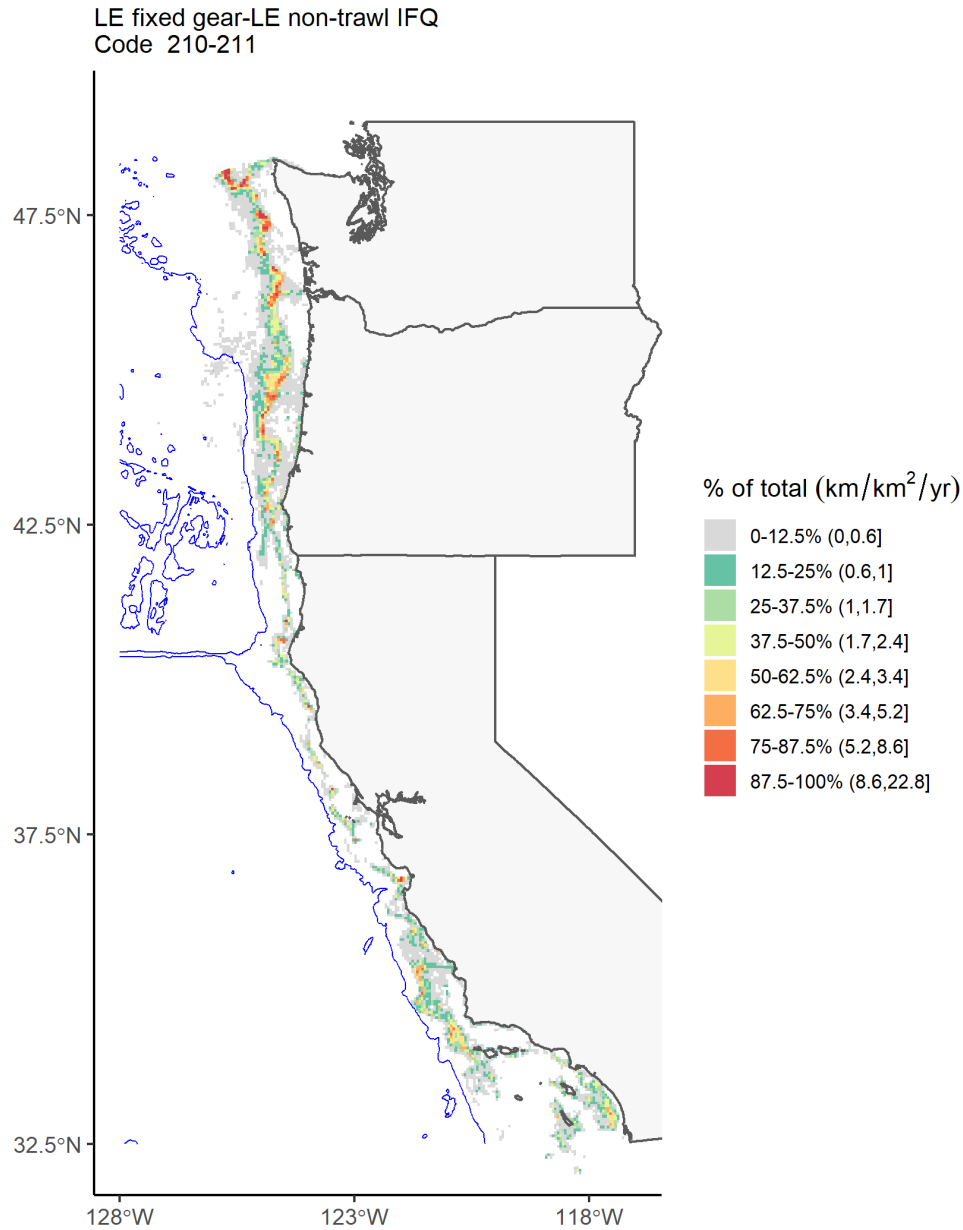 LE fixed gear-LE non-trawl IFQ
Code 210-211
47.5°N
42.5°N
37.5°N
32.5°N
128°W
123°W
118°W
% of total (km/km²/yr)
0-12.5% (0,0.6]
12.5-25% (0.6,1]
25-37.5% (1,1.7]
37.5-50% (1.7,2.4]
50-62.5% (2.4,3.4]
62.5-75% (3.4,5.2]
75-87.5% (5.2,8.6]
87.5-100% (8.6,22.8]